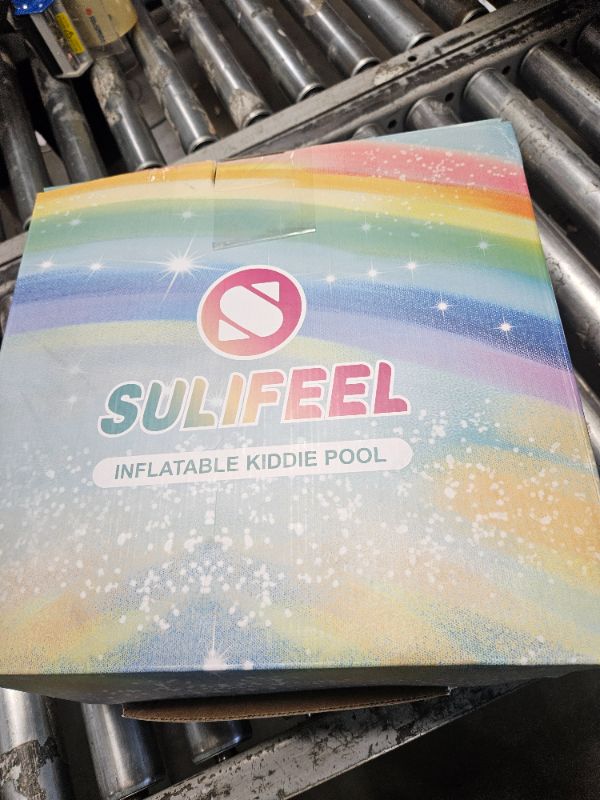 S
SULIFEEL
INFLATABLE KIDDIE POOL